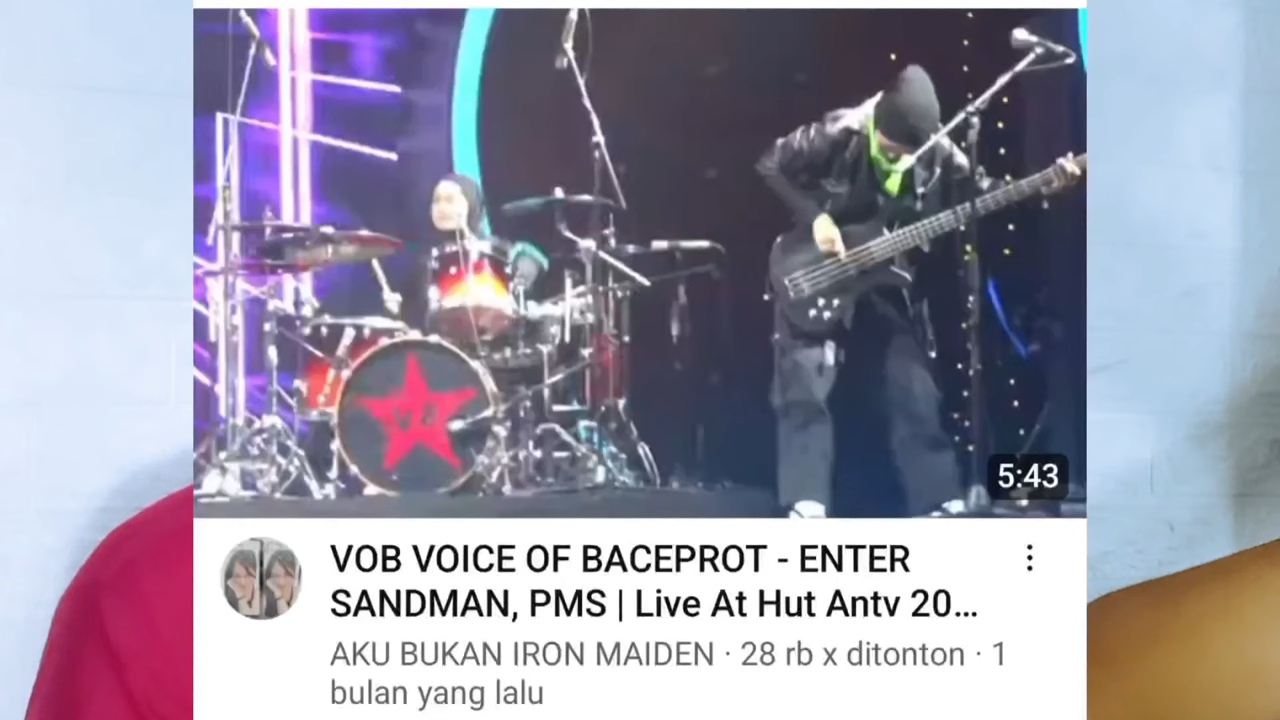 5:43
VOB VOICE OF BACEPROT - ENTER
SANDMAN, PMS | Live At Hut Antv 20...
AKU BUKAN IRON MAIDEN · 28 rb x ditonton · 1
bulan yang lalu